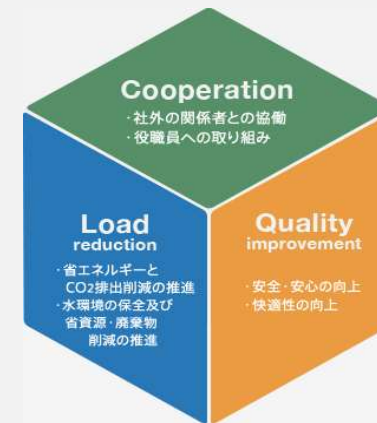 Cooperation
・社外の関係者との協働
・役職員への取り組み
Load
reduction
・省エネルギーと
CO2排出削減の推進
・水環境の保全及び
省資源・廃棄物
削減の推進
Quality
improvement
・安全・安心の向上
・快適性の向上